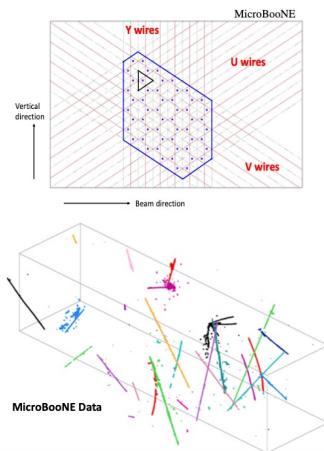 MicroBooNE
Y wires
U wires
Vertical
direction
V wires
Beam direction
MicroBooNE Data